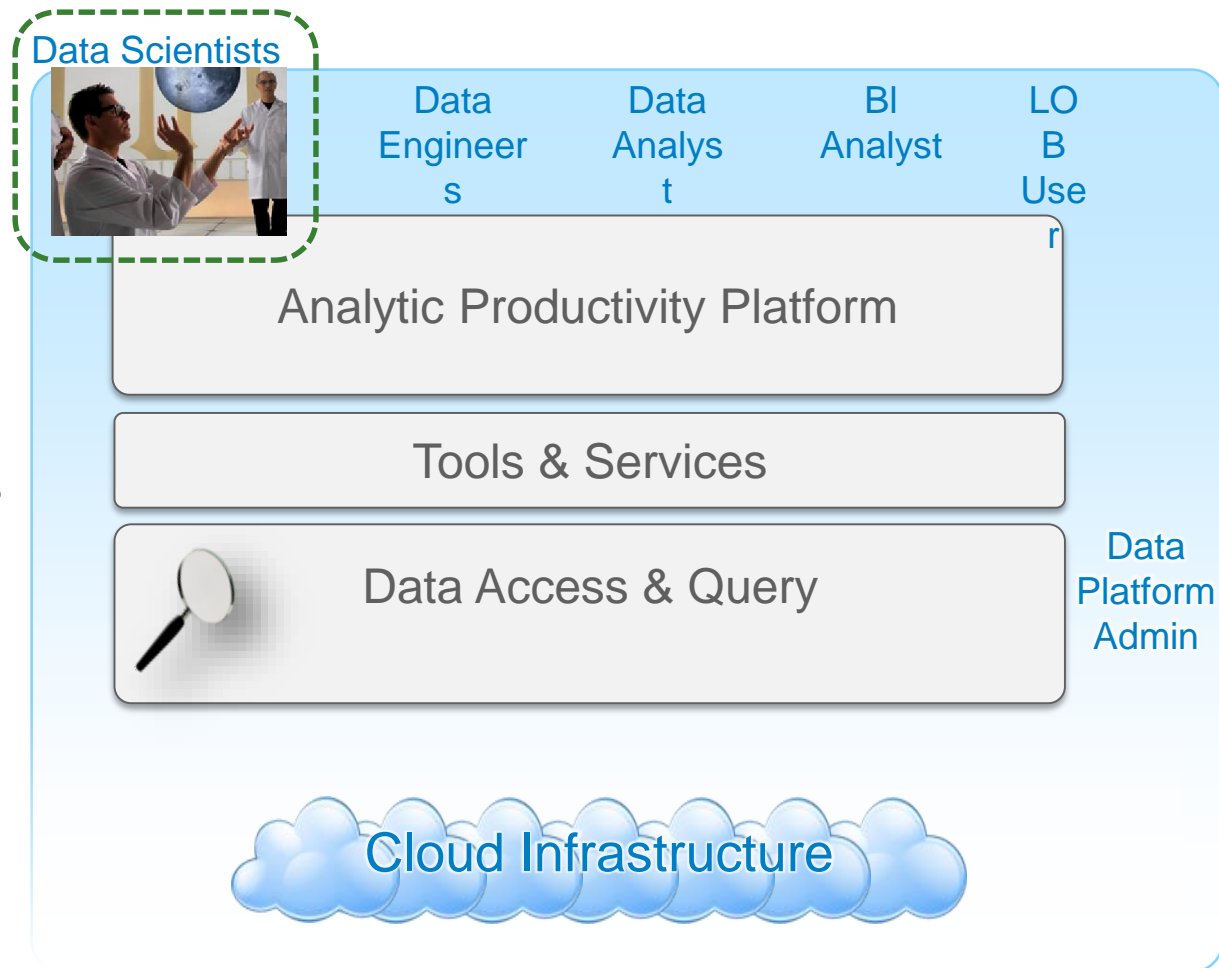 Data Scientists
Data
Engineer
s
Data
Analys
t
BI
Analyst
LO
B
Use
r
Analytic Productivity Platform
Tools & Services
Data Access & Query
Data
Platform
Admin
Cloud Infrastructure